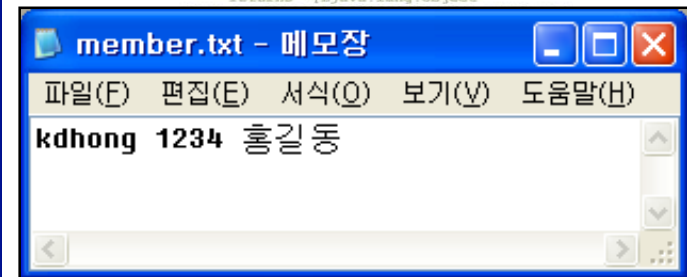 member.txt - 메모장
파일(F) 편집(E) 서식(O) 보기(V) 도움말(H)
kdhong 1234 홍길동